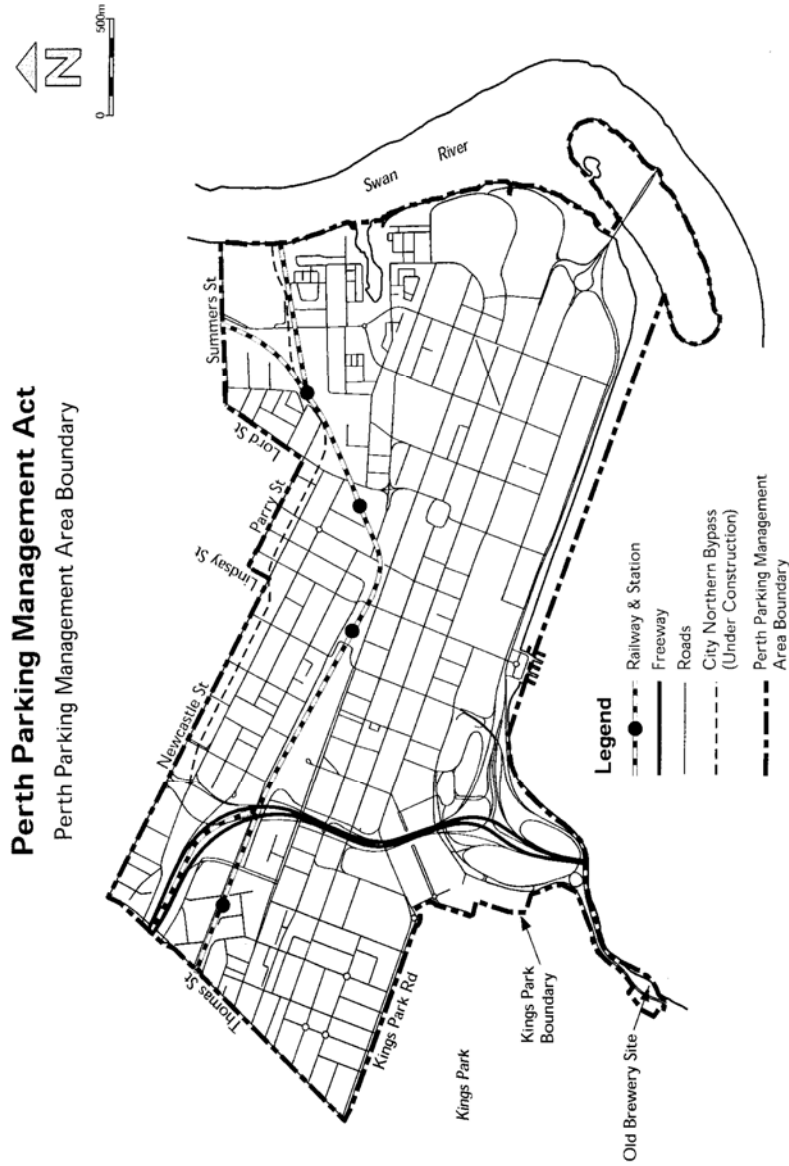 Perth Parking Management Act
Perth Parking Management Area Boundary
N
0 500m
Summers St
Lord St
Parry St
Lindsay St
Newcastle St
Thomas St
Kings Park Rd
Swan River
Kings Park
Kings Park
Boundary
Old Brewery Site
Legend
Railway & Station
Freeway
Roads
City Northern Bypass
(Under Construction)
Perth Parking Management
Area Boundary